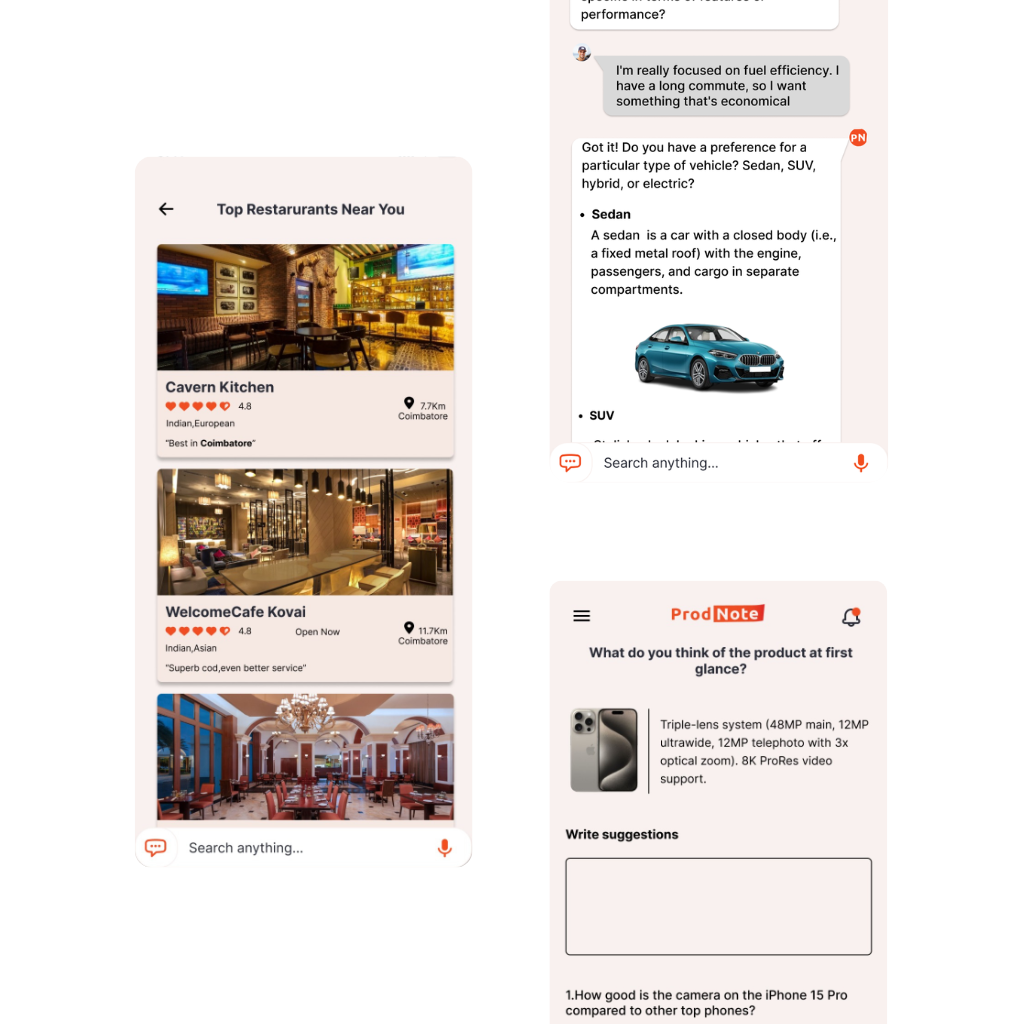 Top Restarurants Near You
Cavern Kitchen
4.8
7.7Km
Coimbatore
Indian,European
"Best in Coimbatore"
WelcomeCafe Kovai
4.8
Open Now
11.7Km
Coimbatore
Indian,Asian
"Superb cod,even better service"
Search anything...
performance?
I'm really focused on fuel efficiency. I
have a long commute, so I want
something that's economical
PN
Got it! Do you have a preference for a
particular type of vehicle? Sedan, SUV,
hybrid, or electric?
• Sedan
A sedan is a car with a closed body (i.e.,
a fixed metal roof) with the engine,
passengers, and cargo in separate
compartments.
• SUV
Search anything...
ProdNote
What do you think of the product at first
glance?
Triple-lens system (48MP main, 12MP
ultrawide, 12MP telephoto with 3x
optical zoom). 8K ProRes video
support.
Write suggestions
1.How good is the camera on the iPhone 15 Pro
compared to other top phones?